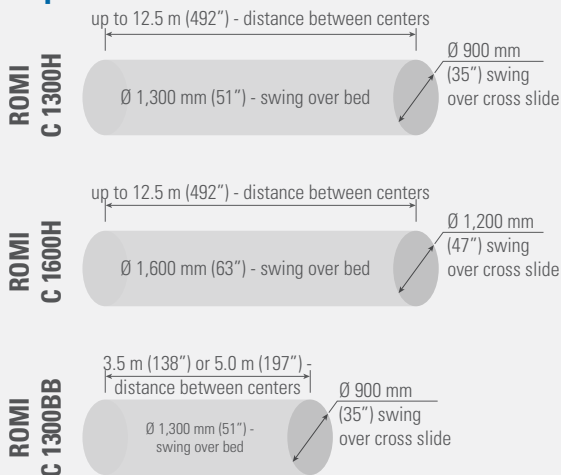 up to 12.5 m (492") - distance between centers
ROMI
C 1300H
Ø 1,300 mm (51") - swing over bed
Ø 900 mm
(35") swing
over cross slide
up to 12.5 m (492") - distance between centers
ROMI
C 1600H
Ø 1,600 mm (63") - swing over bed
Ø 1,200 mm
(47") swing
over cross slide
3.5 m (138") or 5.0 m (197") -
distance between centers
ROMI
C 1300BB
Ø 1,300 mm (51") -
swing over bed
Ø 900 mm
(35") swing
over cross slide